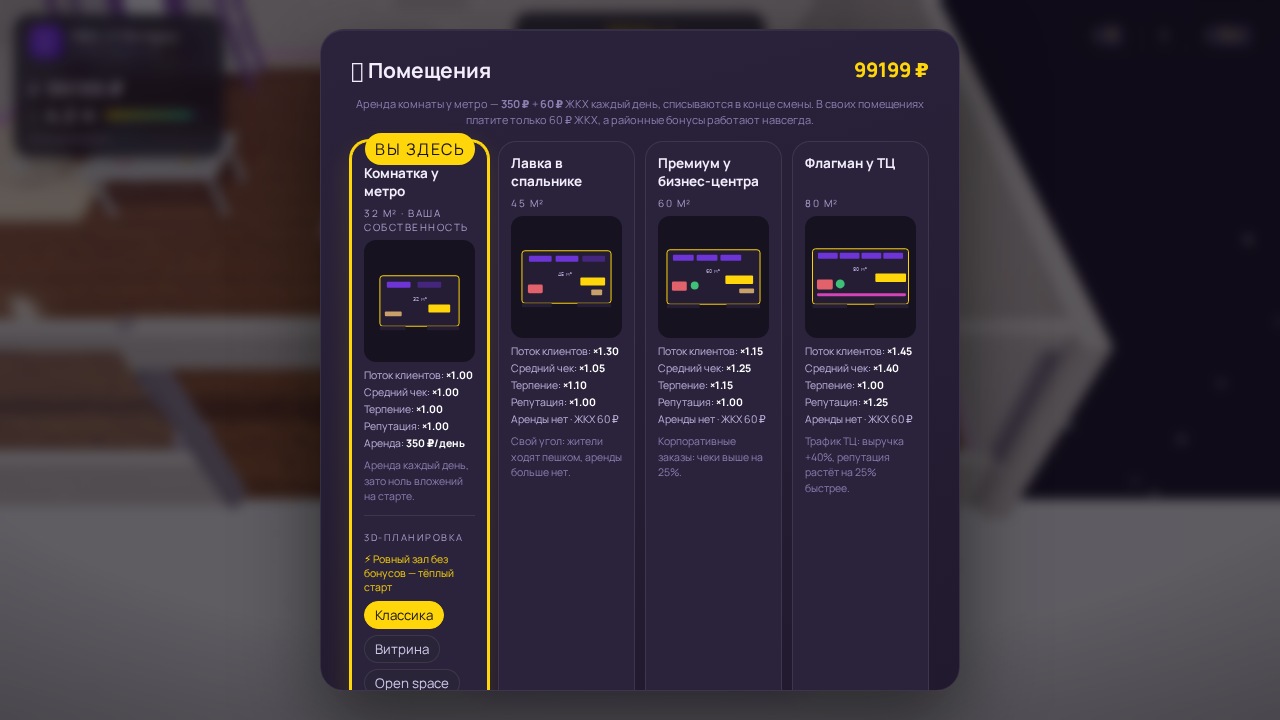 Помещения
99199 ₽
Аренда комнаты у метро — 350 ₽ + 60 ₽ ЖКХ каждый день, списываются в конце смены. В своих помещениях
платите только 60 ₽ ЖКХ, а районные бонусы работают навсегда.
ВЫ ЗДЕСЬ
Комнатка у
метро
32 М² · ВАША
СОБСТВЕННОСТЬ
32 м²
Поток клиентов: ×1.00
Средний чек: ×1.00
Терпение: ×1.00
Репутация: ×1.00
Аренда: 350 ₽/день
Аренда каждый день,
зато ноль вложений
на старте.
3D-ПЛАНИРОВКА
⚡ Ровный зал без
бонусов — тёплый
старт
Классика
Витрина
Open space
Лавка в
спальнике
45 М²
45 м²
Поток клиентов: ×1.30
Средний чек: ×1.05
Терпение: ×1.10
Репутация: ×1.00
Аренды нет · ЖКХ 60 ₽
Свой угол: жители
ходят пешком, аренды
больше нет.
Премиум у
бизнес-центра
60 М²
60 м²
Поток клиентов: ×1.15
Средний чек: ×1.25
Терпение: ×1.15
Репутация: ×1.00
Аренды нет · ЖКХ 60 ₽
Корпоративные
заказы: чеки выше на
25%.
Флагман у ТЦ
80 М²
80 м²
Поток клиентов: ×1.45
Средний чек: ×1.40
Терпение: ×1.00
Репутация: ×1.25
Аренды нет · ЖКХ 60 ₽
Трафик ТЦ: выручка
+40%, репутация
растёт на 25%
быстрее.